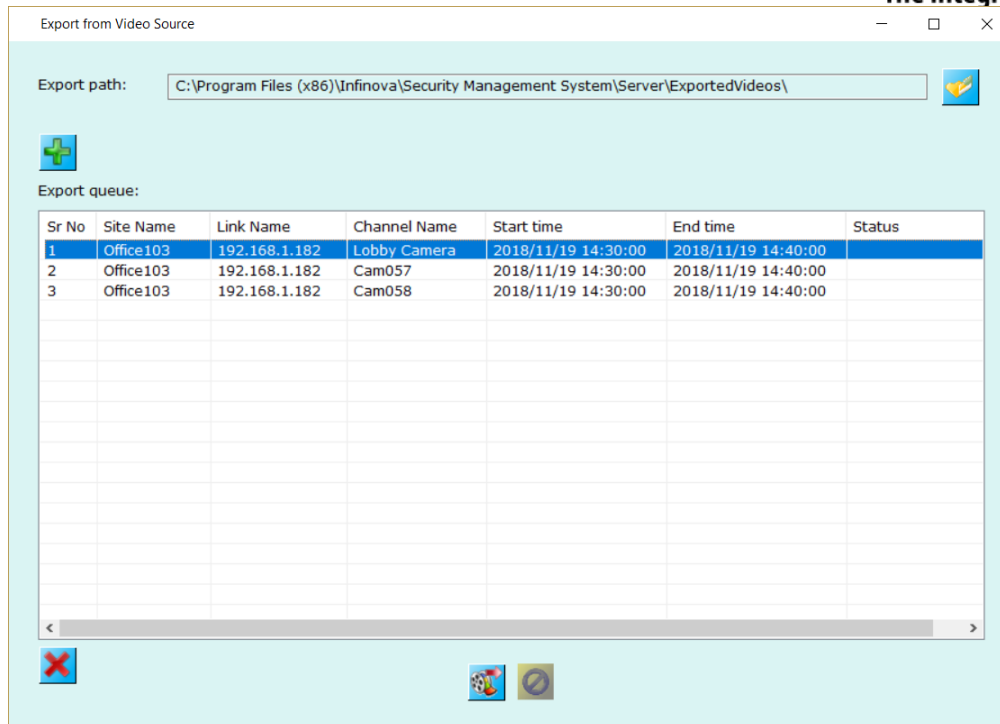 Export from Video Source
Export path: C:\Program Files (x86)\Infinova\Security Management System\Server\ExportedVideos\
Export queue:
Sr No Site Name Link Name Channel Name Start time End time Status
1 Office103 192.168.1.182 Lobby Camera 2018/11/19 14:30:00 2018/11/19 14:40:00
2 Office103 192.168.1.182 Cam057 2018/11/19 14:30:00 2018/11/19 14:40:00
3 Office103 192.168.1.182 Cam058 2018/11/19 14:30:00 2018/11/19 14:40:00